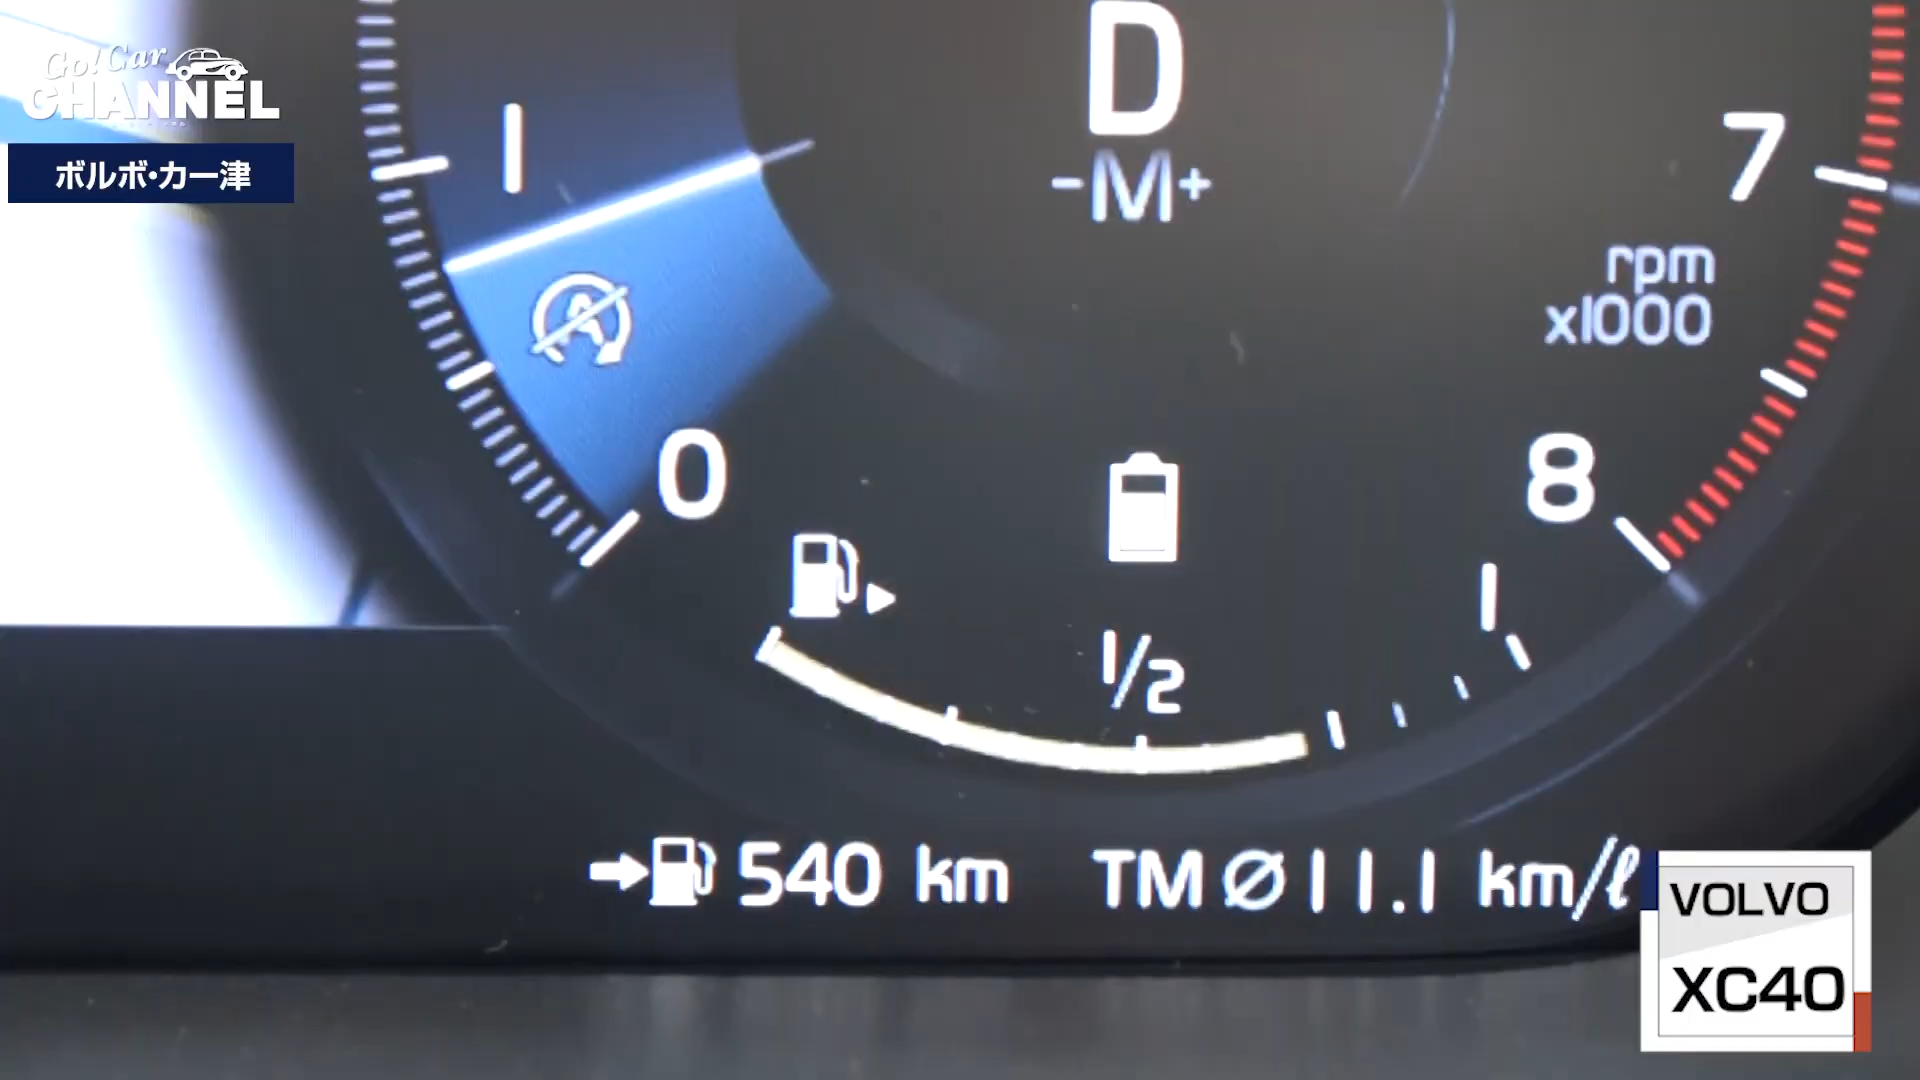 Go! Car
CHANNEL
ボルボ・カー津
D
-M+
1
7
rpm
x1000
0
8
1/2
1
540 km
TM Ø 11.1 km/ℓ
VOLVO
XC40